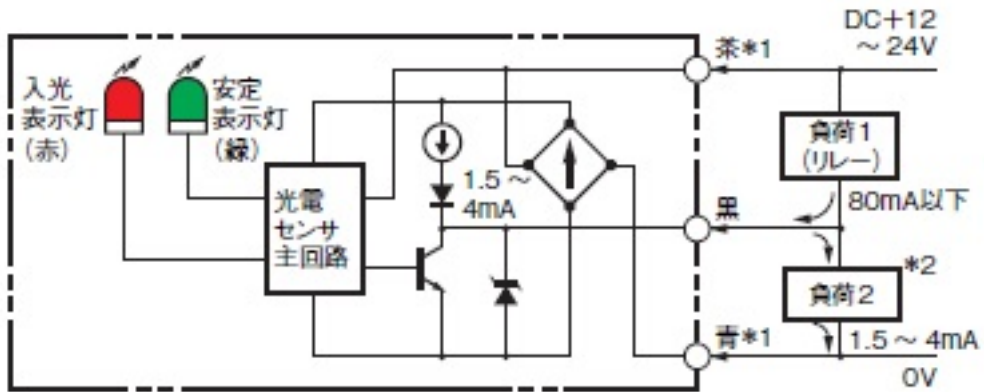 DC+12
～24V
茶*1
入光
表示灯
(赤)
安定
表示灯
(緑)
負荷1
(リレー)
1.5～
4mA
光電
センサ
主回路
黒
80mA以下
*2
負荷2
青*1
1.5～4mA
0V